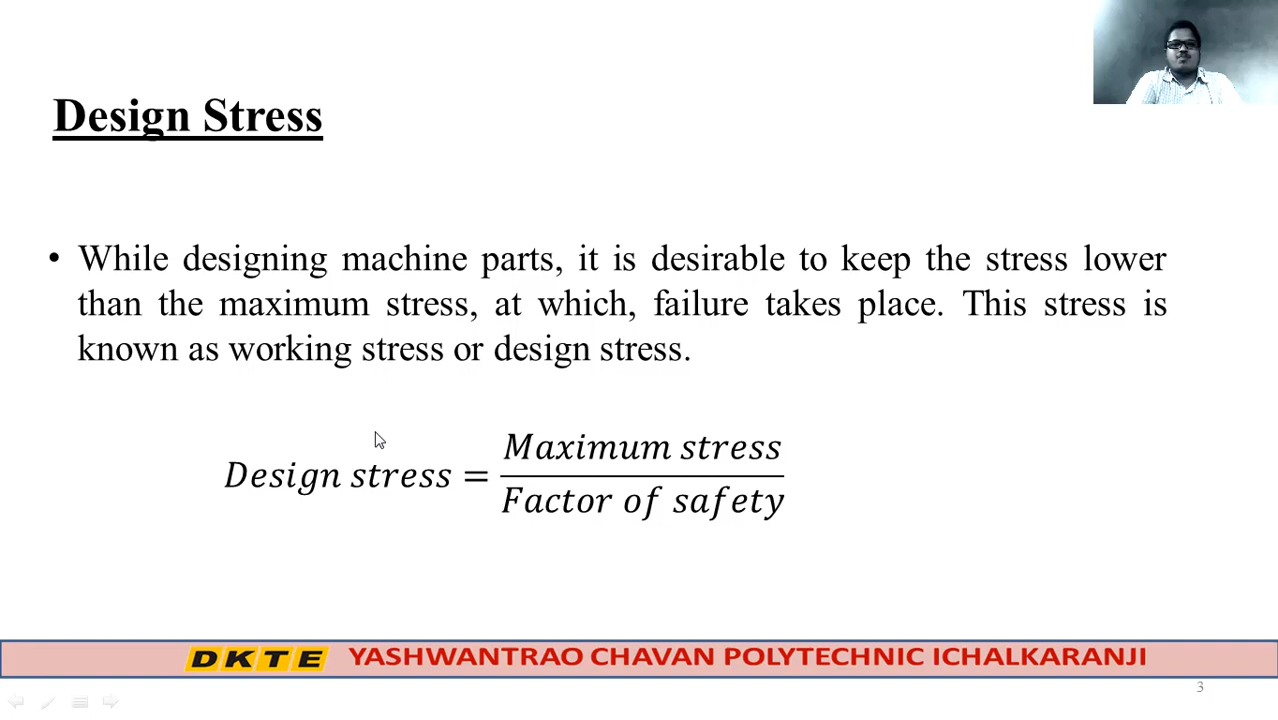 Design Stress
• While designing machine parts, it is desirable to keep the stress lower
than the maximum stress, at which, failure takes place. This stress is
known as working stress or design stress.
Design stress = Maximum stress / Factor of safety
DKTE YASHWANTRAO CHAVAN POLYTECHNIC ICHALKARANJI
3